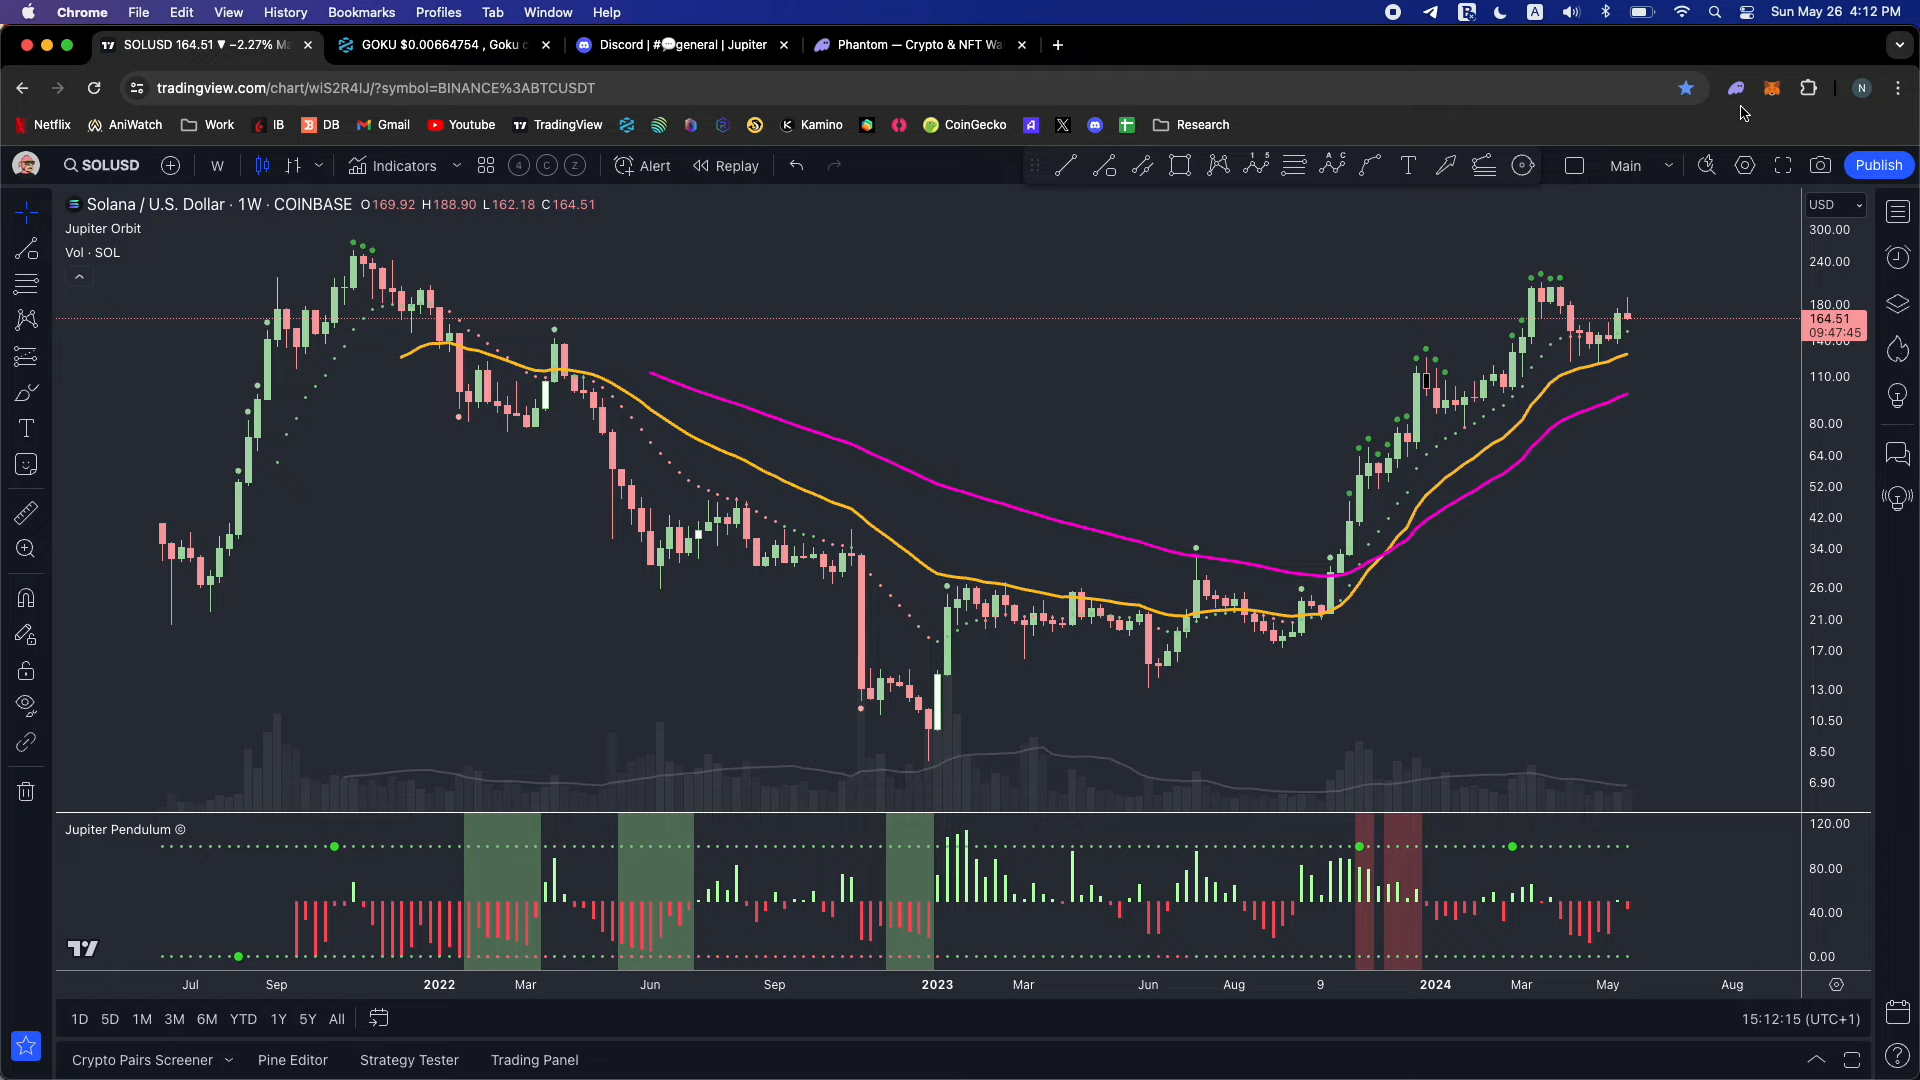 Chrome File Edit View History Bookmarks Profiles Tab Window Help A Sun May 26 4:12 PM
SOLUSD 164.51 ▼ −2.27% GOKU $0.00664754 , Goku Discord | #💬general | Jupiter Phantom — Crypto & NFT Wa
tradingview.com/chart/wiS2R4IJ/?symbol=BINANCE%3ABTCUSDT N
Netflix AniWatch Work IB DB Gmail Youtube TradingView Kamino CoinGecko Research
SOLUSD W Indicators 4 C Z Alert Replay Main Publish
Solana / U.S. Dollar · 1W · COINBASE O169.92 H188.90 L162.18 C164.51 USD
Jupiter Orbit
Vol · SOL
300.00
240.00
180.00
164.51
09:47:45
140.00
110.00
80.00
64.00
52.00
42.00
34.00
26.00
21.00
17.00
13.00
10.50
8.50
6.90
Jupiter Pendulum ©
120.00
80.00
40.00
0.00
Jul Sep 2022 Mar Jun Sep 2023 Mar Jun Aug 9 2024 Mar May Aug
1D 5D 1M 3M 6M YTD 1Y 5Y All 15:12:15 (UTC+1)
Crypto Pairs Screener Pine Editor Strategy Tester Trading Panel